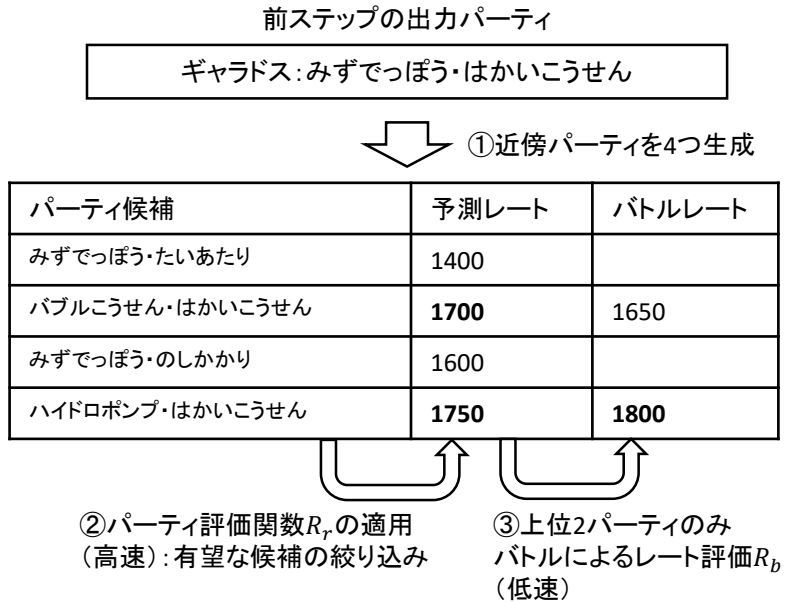 前ステップの出力パーティ
ギャラドス:みずでっぽう・はかいこうせん
①近傍パーティを4つ生成
パーティ候補 予測レート バトルレート
みずでっぽう・たいあたり 1400
バブルこうせん・はかいこうせん 1700 1650
みずでっぽう・のしかかり 1600
ハイドロポンプ・はかいこうせん 1750 1800
②パーティ評価関数R_rの適用
(高速):有望な候補の絞り込み
③上位2パーティのみ
バトルによるレート評価R_b
(低速)